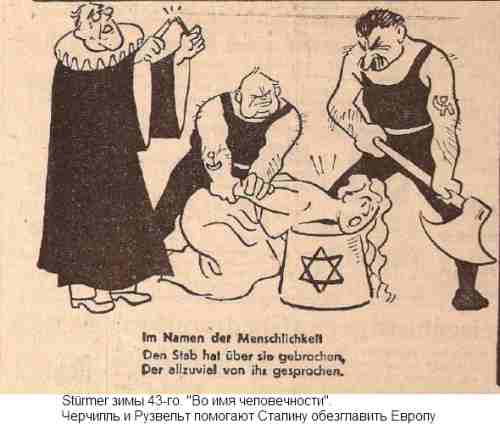 Im Namen der Menschlichkeit
Den Stab hat über sie gebrochen,
Der allzuviel von ihr gesprochen.
Stürmer зимы 43-го. "Во имя человечности".
Черчилль и Рузвельт помогают Сталину обезглавить Европу